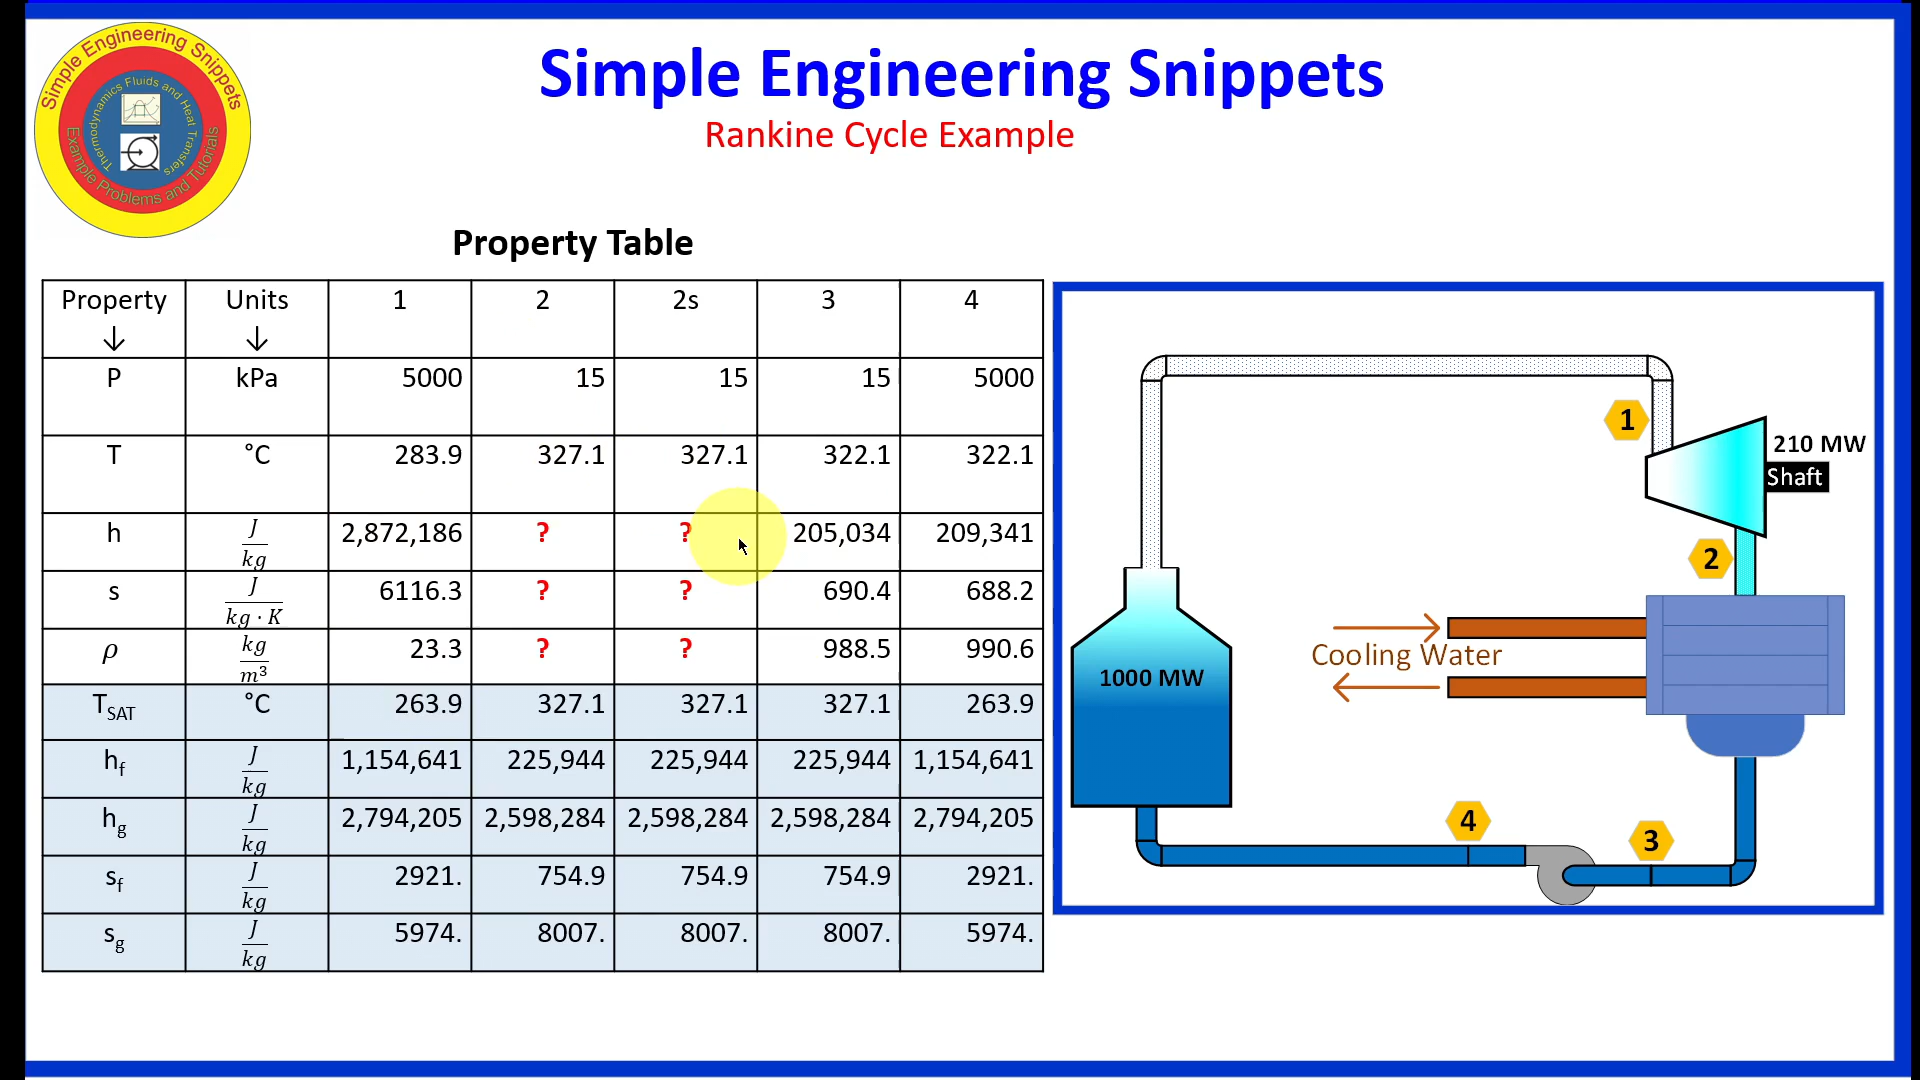 Simple Engineering Snippets
Thermodynamics Fluids and Heat Transfers
Example Problems and Tutorials
Simple Engineering Snippets
Rankine Cycle Example
Property Table
Property ↓ Units ↓ 1 2 2s 3 4
P kPa 5000 15 15 15 5000
T °C 283.9 327.1 327.1 322.1 322.1
h J/kg 2,872,186 ? ? 205,034 209,341
s J/kg · K 6116.3 ? ? 690.4 688.2
ρ kg/m³ 23.3 ? ? 988.5 990.6
TSAT °C 263.9 327.1 327.1 327.1 263.9
hf J/kg 1,154,641 225,944 225,944 225,944 1,154,641
hg J/kg 2,794,205 2,598,284 2,598,284 2,598,284 2,794,205
sf J/kg 2921. 754.9 754.9 754.9 2921.
sg J/kg 5974. 8007. 8007. 8007. 5974.
1
210 MW
Shaft
2
Cooling Water
1000 MW
4
3